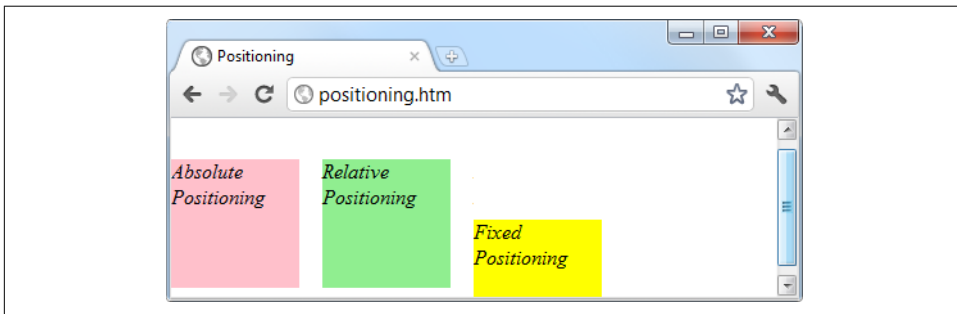 Positioning
positioning.htm
Absolute
Positioning
Relative
Positioning
Fixed
Positioning